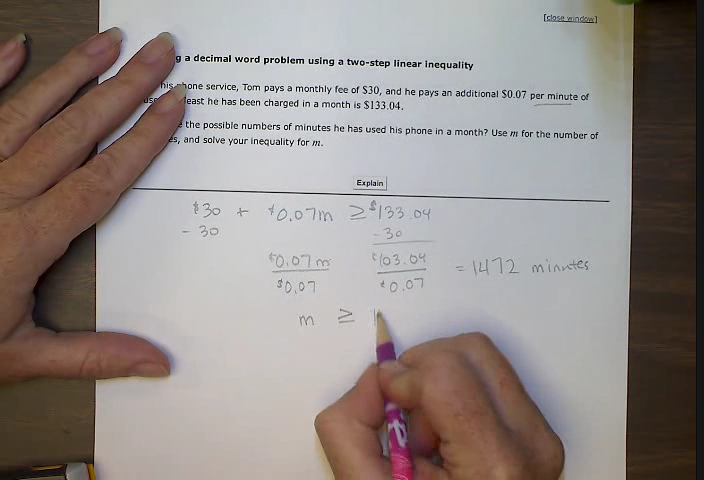 [close window]
g a decimal word problem using a two-step linear inequality
his phone service, Tom pays a monthly fee of $30, and he pays an additional $0.07 per minute of
least he has been charged in a month is $133.04.
the possible numbers of minutes he has used his phone in a month? Use m for the number of
es, and solve your inequality for m.
Explain
$30 + $0.07m ≥ $133.04
- 30 - 30
$0.07m $103.04 = 1472 minutes
$0.07 $0.07
m ≥ 1